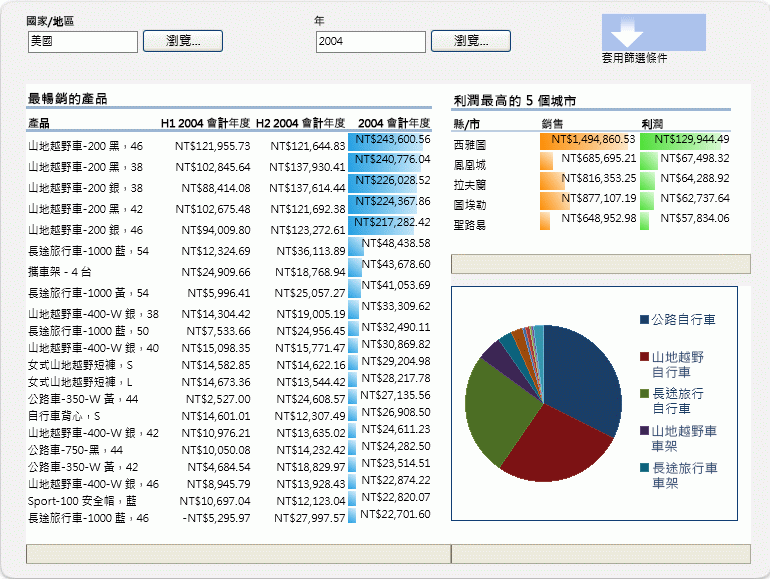 國家/地區
年
美國
瀏覽...
2004
瀏覽...
套用篩選條件
最暢銷的產品
產品 H1 2004 會計年度 H2 2004 會計年度 2004 會計年度
山地越野車-200 黑，46 NT$121,955.73 NT$121,644.83 NT$243,600.56
山地越野車-200 黑，38 NT$102,845.64 NT$137,930.41 NT$240,776.04
山地越野車-200 銀，38 NT$88,414.08 NT$137,614.44 NT$226,028.52
山地越野車-200 黑，42 NT$102,675.48 NT$121,692.38 NT$224,367.86
山地越野車-200 銀，46 NT$94,009.80 NT$123,272.61 NT$217,282.42
長途旅行車-1000 藍，54 NT$12,324.69 NT$36,113.89 NT$48,438.58
攜車架 - 4 台 NT$24,909.66 NT$18,768.94 NT$43,678.60
長途旅行車-1000 黃，54 NT$5,996.41 NT$25,057.27 NT$41,053.69
山地越野車-400-W 銀，38 NT$14,304.42 NT$19,005.19 NT$33,309.62
長途旅行車-1000 藍，50 NT$7,533.66 NT$24,956.45 NT$32,490.11
山地越野車-400-W 銀，40 NT$15,098.35 NT$15,771.47 NT$30,869.82
女式山地越野短褲，S NT$14,582.85 NT$14,622.16 NT$29,204.98
女式山地越野短褲，L NT$14,673.36 NT$13,544.42 NT$28,217.78
公路車-350-W 黃，44 NT$2,527.00 NT$24,608.57 NT$27,135.56
自行車背心，S NT$14,601.01 NT$12,307.49 NT$26,908.50
山地越野車-400-W 銀，42 NT$10,976.21 NT$13,635.02 NT$24,611.23
公路車-750-黑，44 NT$10,050.08 NT$14,232.42 NT$24,282.50
公路車-350-W 黃，42 NT$4,684.54 NT$18,829.97 NT$23,514.51
山地越野車-400-W 銀，46 NT$8,945.79 NT$13,928.43 NT$22,874.22
Sport-100 安全帽，藍 NT$10,697.04 NT$12,123.04 NT$22,820.07
長途旅行車-1000 藍，46 -NT$5,295.97 NT$27,997.57 NT$22,701.60
利潤最高的 5 個城市
縣/市 銷售 利潤
西雅圖 NT$1,494,860.53 NT$129,944.49
鳳凰城 NT$685,695.21 NT$67,498.32
拉夫蘭 NT$816,353.25 NT$64,288.92
圖埃勒 NT$877,107.19 NT$62,737.64
聖路易 NT$648,952.98 NT$57,834.06
公路自行車
山地越野
自行車
長途旅行
自行車
山地越野車
車架
長途旅行車
車架